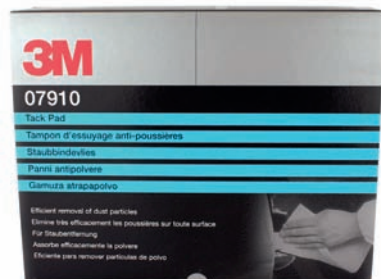 3M
07910
Tack Pad
Tampon d'essuyage anti-poussières
Staubbindevlies
Panni antipolvere
Gamuza atrapapolvo
Efficient removal of dust particles
Elimine très efficacement les poussières sur toute surface
Für Staubentfernung
Assorbe efficacemente la polvere
Eficiente para remover partículas de polvo